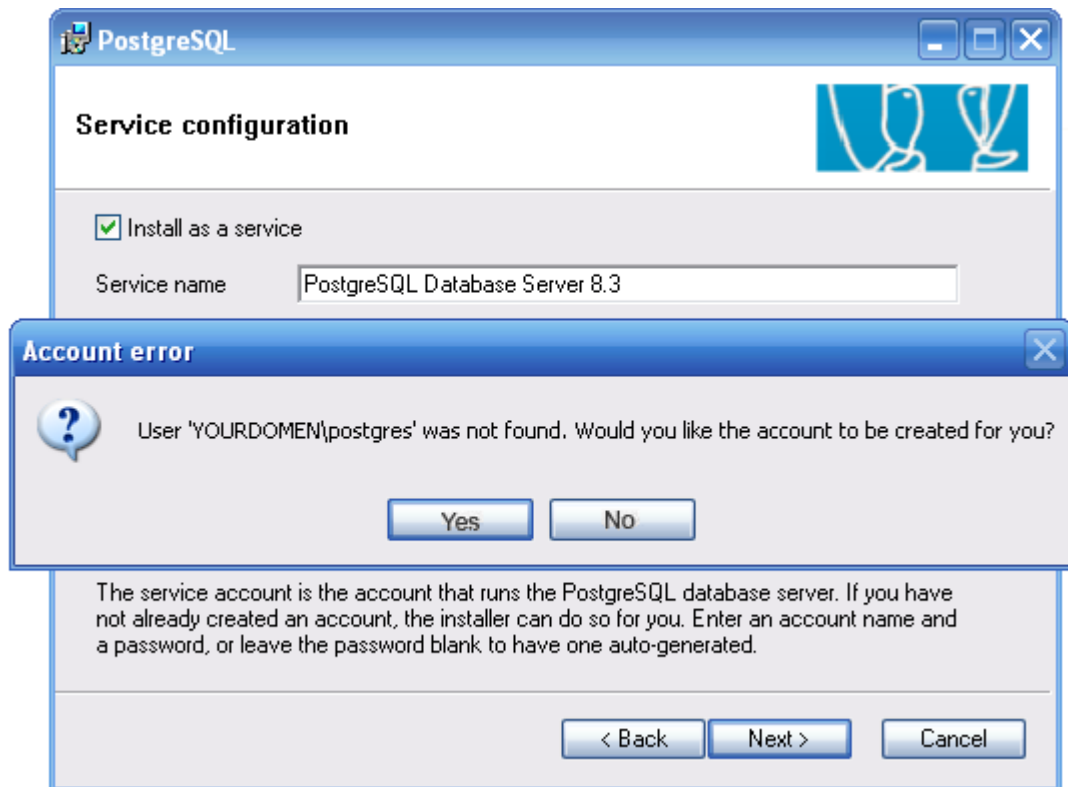 PostgreSQL
Service configuration
Install as a service
Service name
PostgreSQL Database Server 8.3
Account error
User 'YOURDOMEN\postgres' was not found. Would you like the account to be created for you?
Yes
No
The service account is the account that runs the PostgreSQL database server. If you have
not already created an account, the installer can do so for you. Enter an account name and
a password, or leave the password blank to have one auto-generated.
< Back
Next >
Cancel